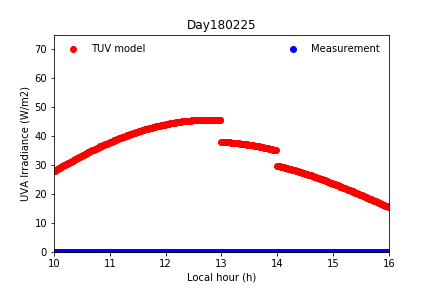 Day180225
TUV model
Measurement
UVA Irradiance (W/m2)
70
60
50
40
30
20
10
0
10 11 12 13 14 15 16
Local hour (h)